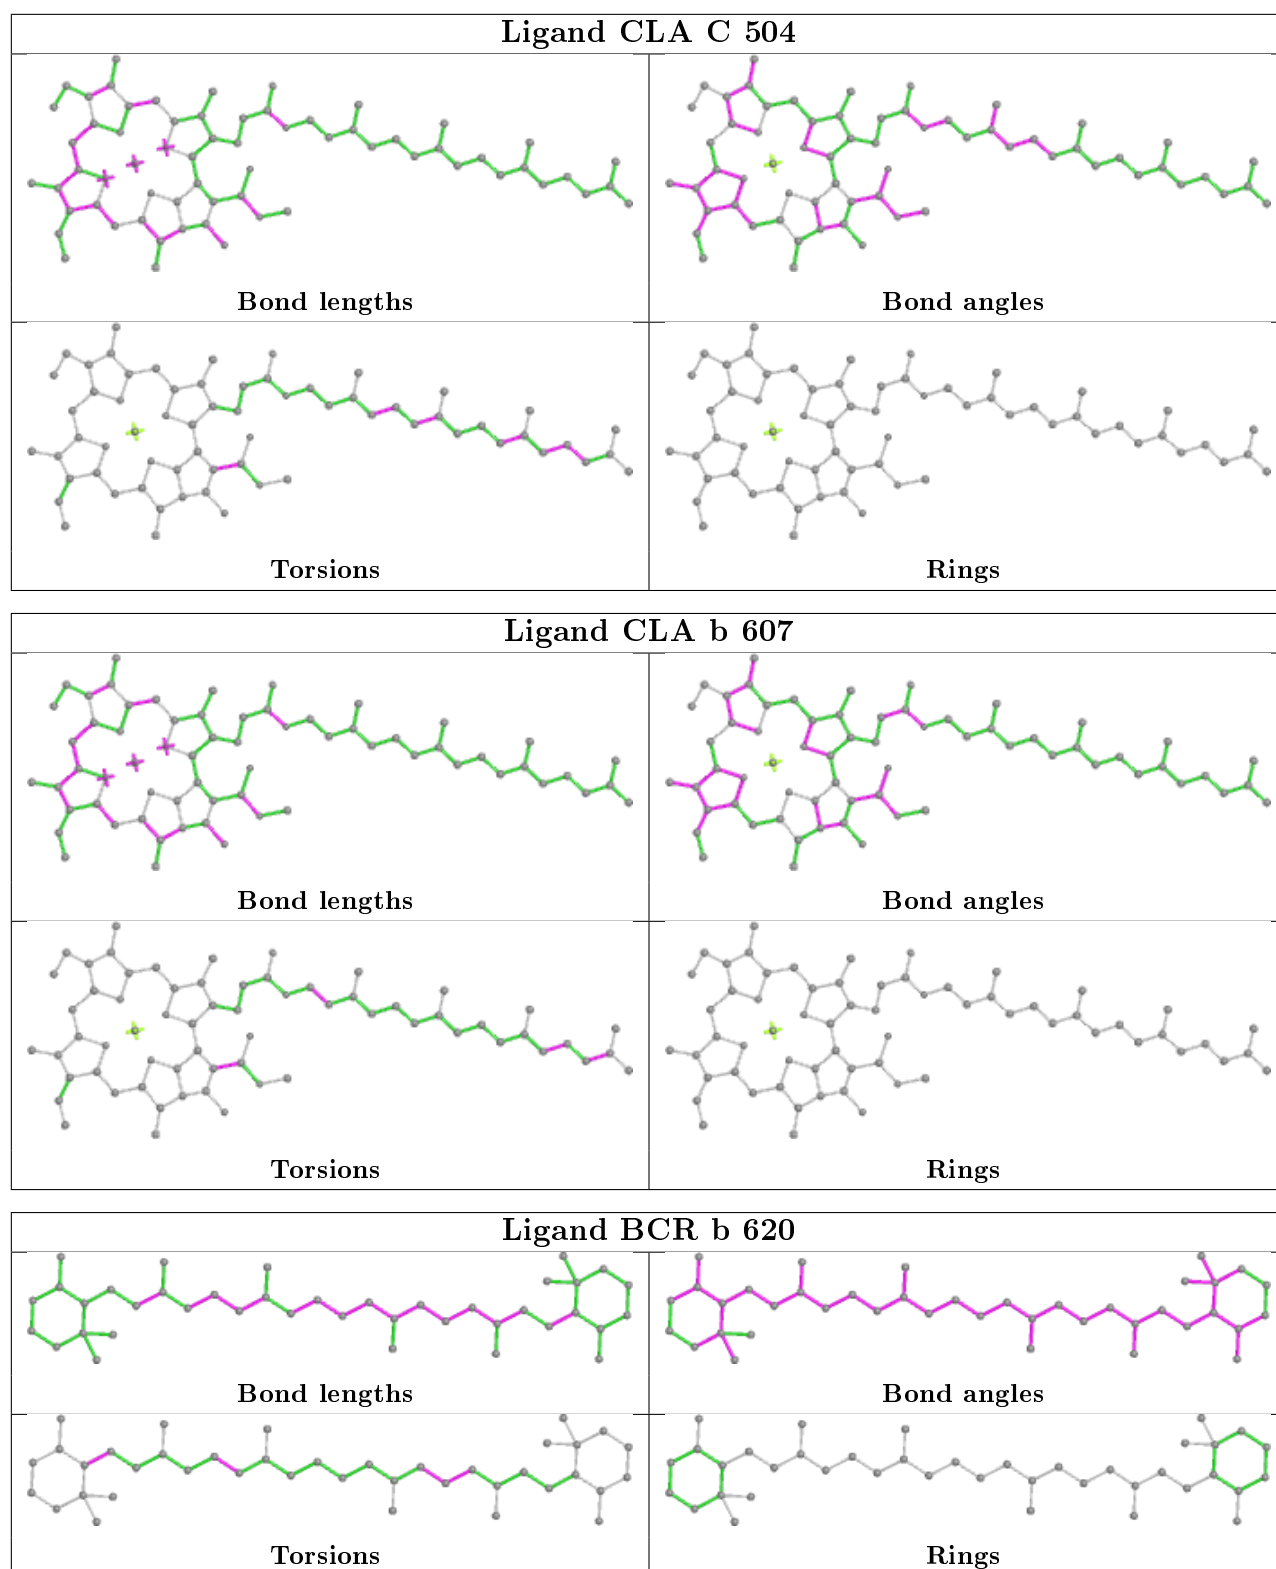 Ligand CLA C 504
Bond lengths
Bond angles
Torsions
Rings
Ligand CLA b 607
Bond lengths
Bond angles
Torsions
Rings
Ligand BCR b 620
Bond lengths
Bond angles
Torsions
Rings